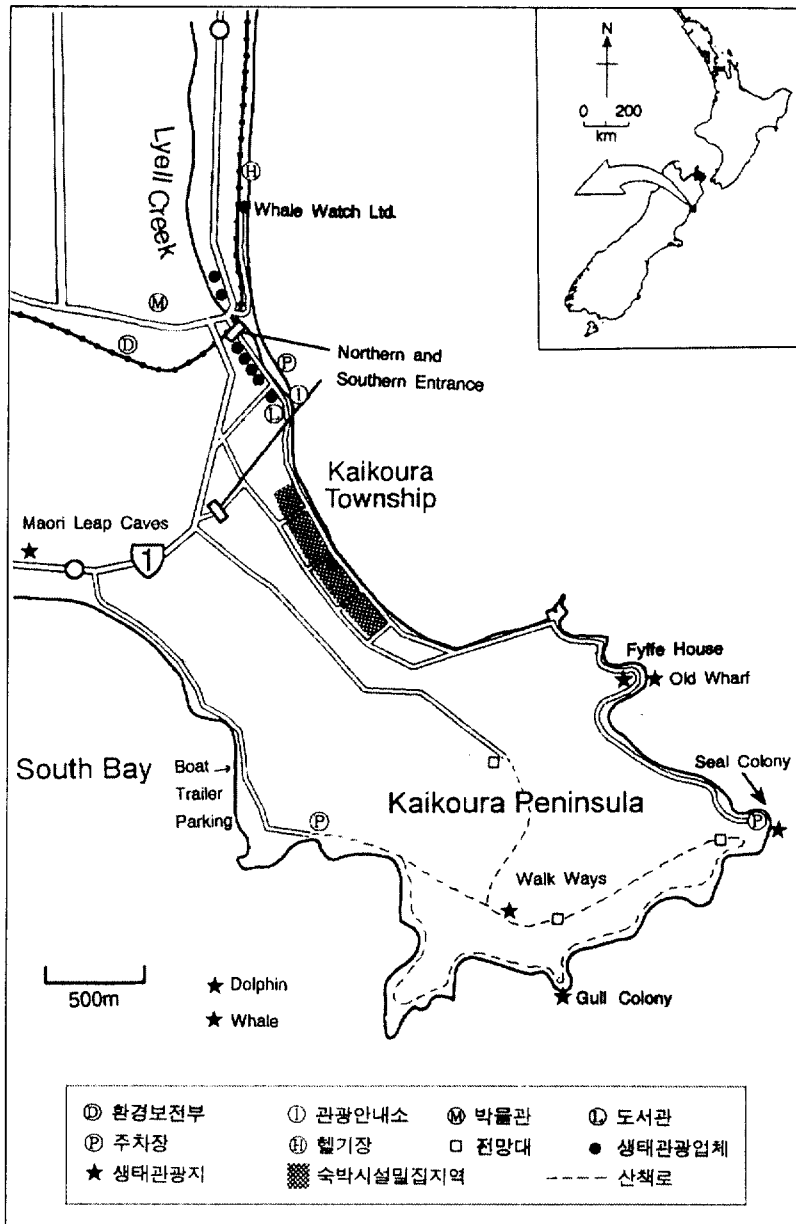 N
0 200
km
Lyell Creek
Ⓗ
Whale Watch Ltd.
Ⓜ
Ⓓ
Northern and
Southern Entrance
Ⓟ
Ⓘ
Ⓛ
Kaikoura
Township
Maori Leap Caves
1
Fyffe House
Old Wharf
South Bay
Boat
Trailer
Parking
Seal Colony
Kaikoura Peninsula
Ⓟ
Ⓟ
Walk Ways
500m
Dolphin
Whale
Gull Colony
Ⓓ 환경보전부 Ⓘ 관광안내소 Ⓜ 박물관 Ⓛ 도서관
Ⓟ 주차장 Ⓗ 헬기장 전망대 생태관광업체
생태관광지 숙박시설밀집지역 산책로